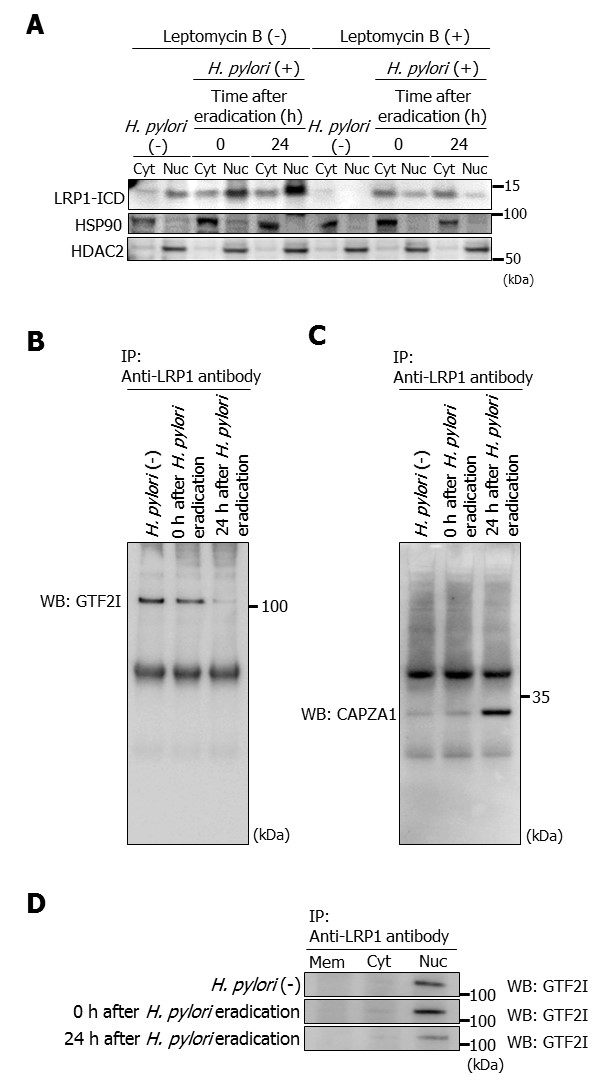 A
Leptomycin B (-) Leptomycin B (+)
H. pylori (+) H. pylori (+)
H. pylori (-) Time after eradication (h) H. pylori (-) Time after eradication (h)
0 24 0 24
Cyt Nuc Cyt Nuc Cyt Nuc Cyt Nuc Cyt Nuc Cyt Nuc
LRP1-ICD 15
HSP90 100
HDAC2 50
(kDa)
B
IP:
Anti-LRP1 antibody
H. pylori (-)
0 h after H. pylori
eradication
24 h after H. pylori
eradication
WB: GTF2I 100
(kDa)
C
IP:
Anti-LRP1 antibody
H. pylori (-)
0 h after H. pylori
eradication
24 h after H. pylori
eradication
35
WB: CAPZA1
(kDa)
D
IP:
Anti-LRP1 antibody
Mem Cyt Nuc
H. pylori (-) 100 WB: GTF2I
0 h after H. pylori eradication 100 WB: GTF2I
24 h after H. pylori eradication 100 WB: GTF2I
(kDa)